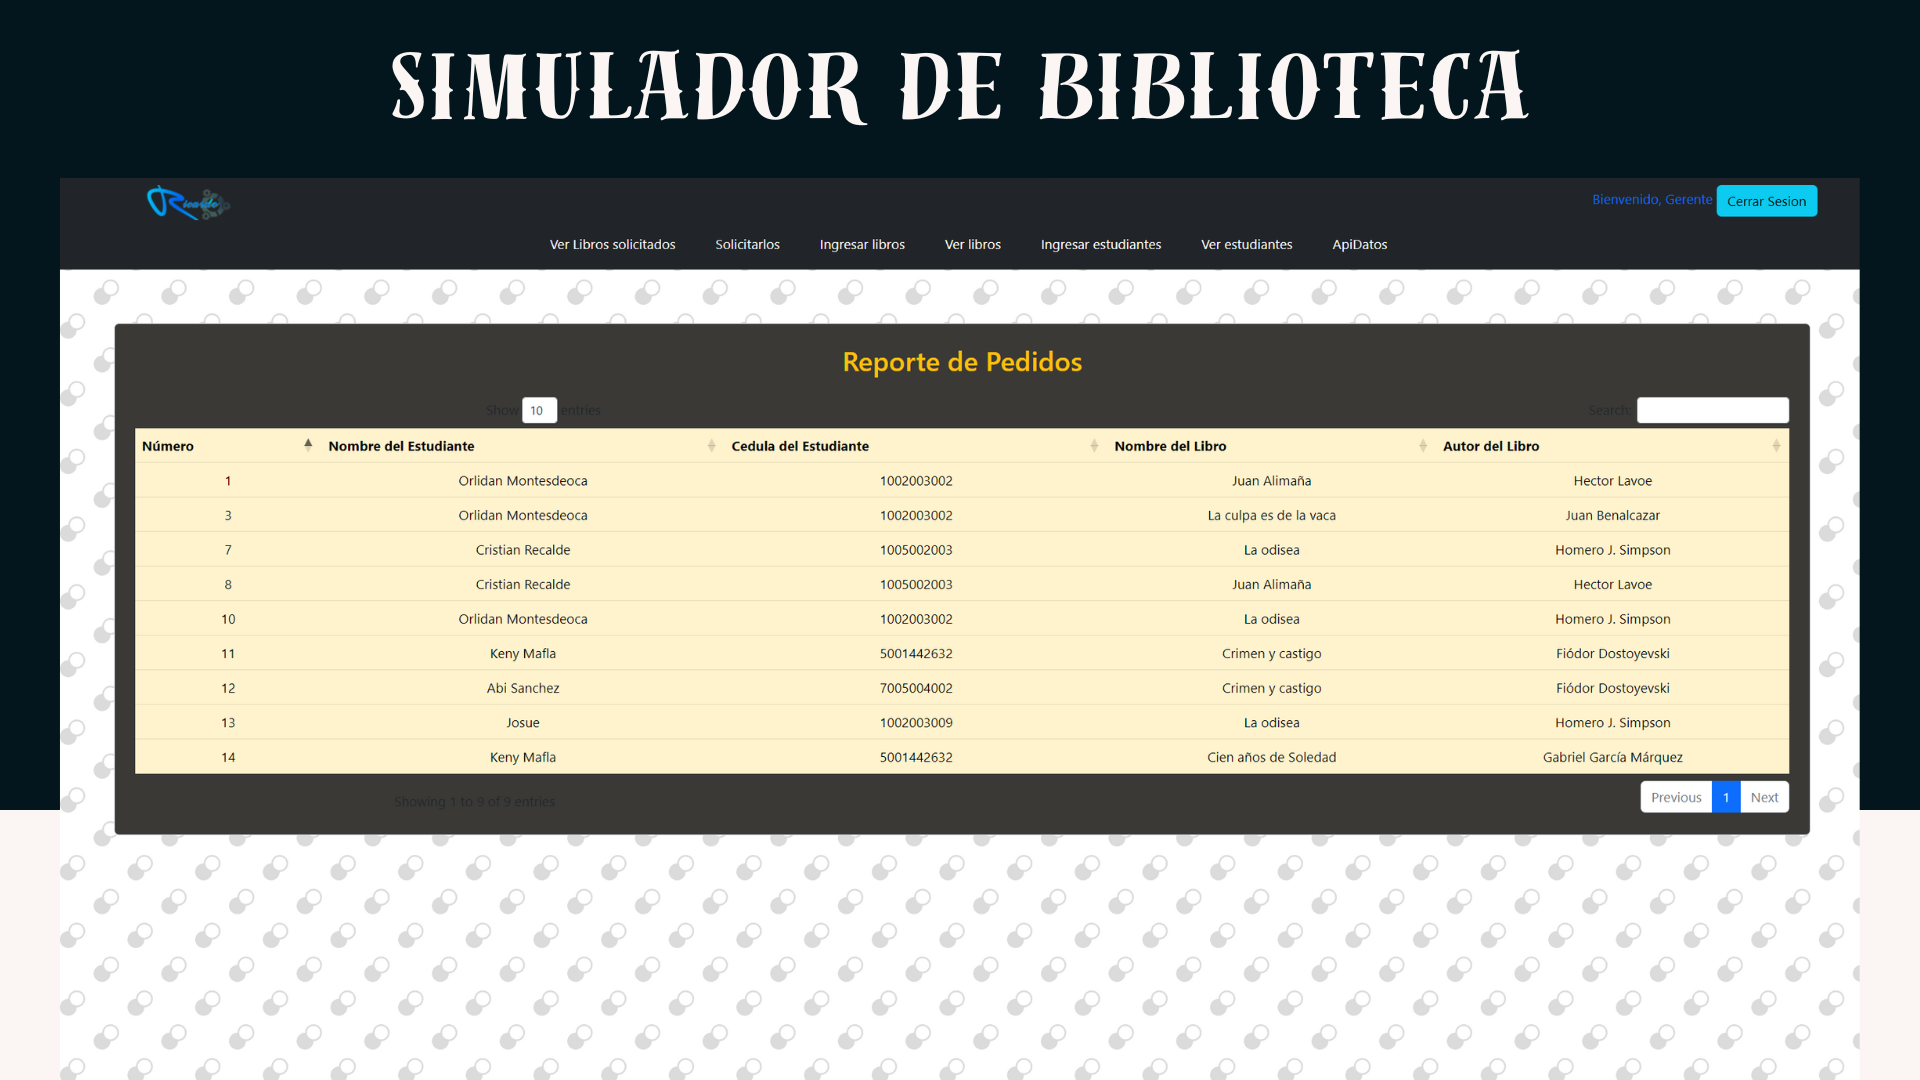 SIMULADOR DE BIBLIOTECA
Ricardo
Bienvenido, Gerente Cerrar Sesion
Ver Libros solicitados Solicitarlos Ingresar libros Ver libros Ingresar estudiantes Ver estudiantes ApiDatos
Reporte de Pedidos
Show 10 entries Search:
Número Nombre del Estudiante Cedula del Estudiante Nombre del Libro Autor del Libro
1 Orlidan Montesdeoca 1002003002 Juan Alimaña Hector Lavoe
3 Orlidan Montesdeoca 1002003002 La culpa es de la vaca Juan Benalcazar
7 Cristian Recalde 1005002003 La odisea Homero J. Simpson
8 Cristian Recalde 1005002003 Juan Alimaña Hector Lavoe
10 Orlidan Montesdeoca 1002003002 La odisea Homero J. Simpson
11 Keny Mafla 5001442632 Crimen y castigo Fiódor Dostoyevski
12 Abi Sanchez 7005004002 Crimen y castigo Fiódor Dostoyevski
13 Josue 1002003009 La odisea Homero J. Simpson
14 Keny Mafla 5001442632 Cien años de Soledad Gabriel García Márquez
Showing 1 to 9 of 9 entries Previous 1 Next